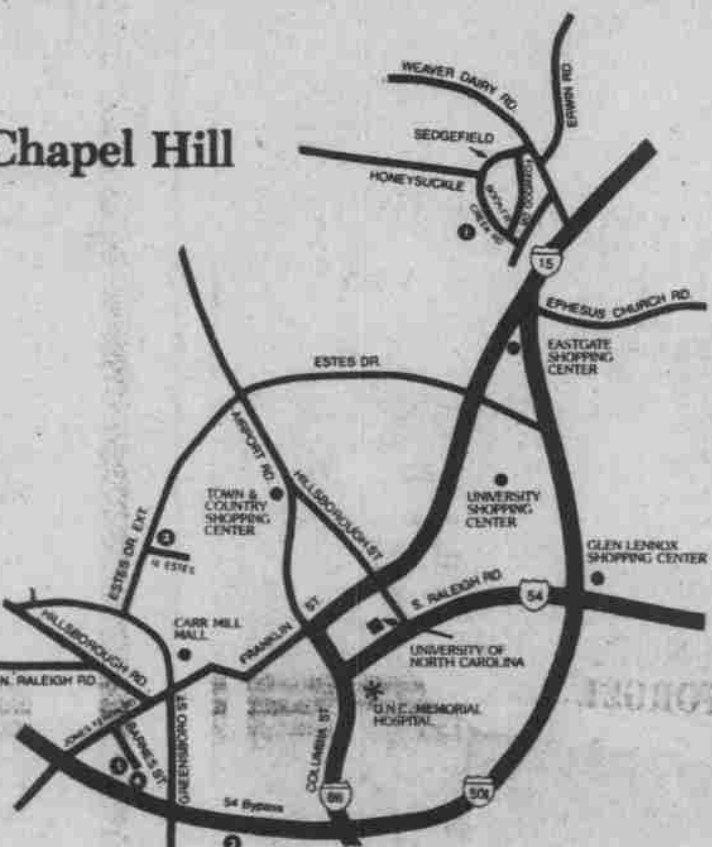 Chapel Hill
WEAVER DAIRY RD.
ERWIN RD.
SEDGEFIELD
HONEYSUCKLE
CREEK RD.
1
15
EPHESUS CHURCH RD.
EASTGATE
SHOPPING
CENTER
ESTES DR.
AIRPORT RD.
HILLSBOROUGH ST.
TOWN &
COUNTRY
SHOPPING
CENTER
UNIVERSITY
SHOPPING
CENTER
ESTES DR. EXT.
GLEN LENNOX
SHOPPING CENTER
S. RALEIGH RD.
54
FRANKLIN ST.
CARR MILL
MALL
HILLSBOROUGH RD.
UNIVERSITY OF
NORTH CAROLINA
N. RALEIGH RD.
U.N.C. MEMORIAL
HOSPITAL
BARNES ST.
GREENSBORO ST.
COLUMBIA ST.
54 Bypass
86
501